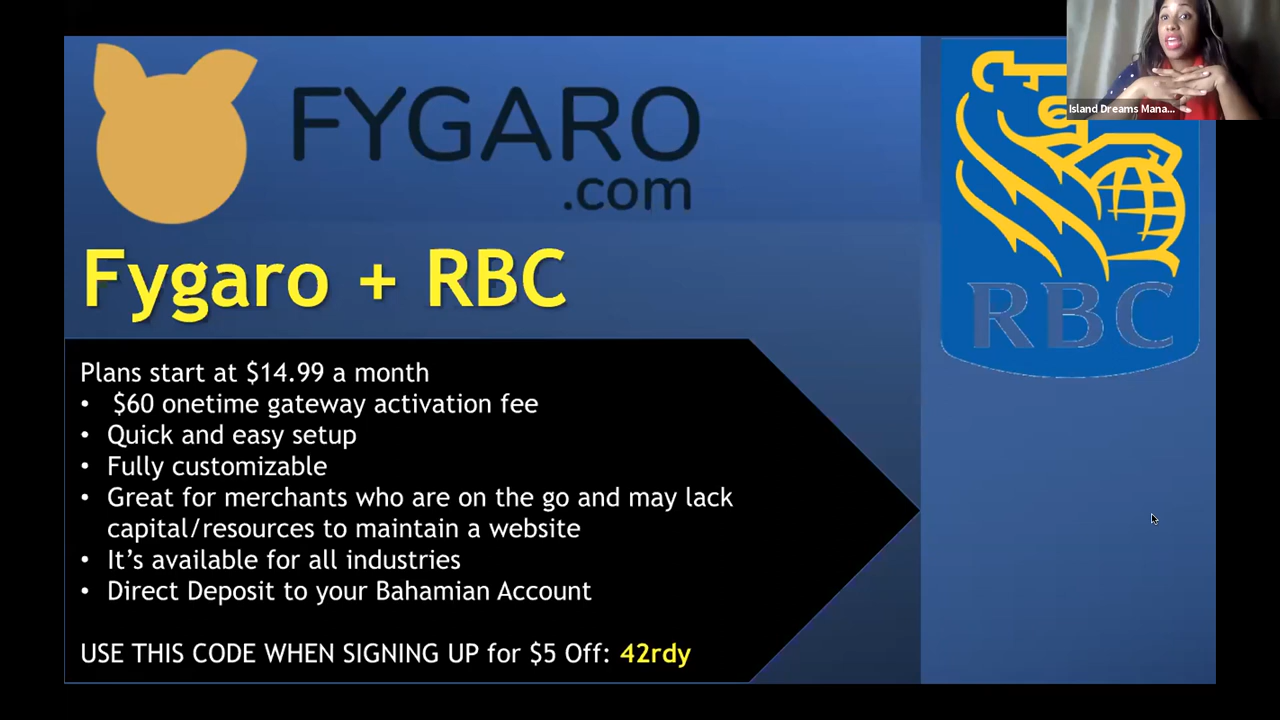 FYGARO
.com
Island Dreams Mana...
RBC
Fygaro + RBC
Plans start at $14.99 a month
• $60 onetime gateway activation fee
• Quick and easy setup
• Fully customizable
• Great for merchants who are on the go and may lack
capital/resources to maintain a website
• It’s available for all industries
• Direct Deposit to your Bahamian Account
USE THIS CODE WHEN SIGNING UP for $5 Off: 42rdy